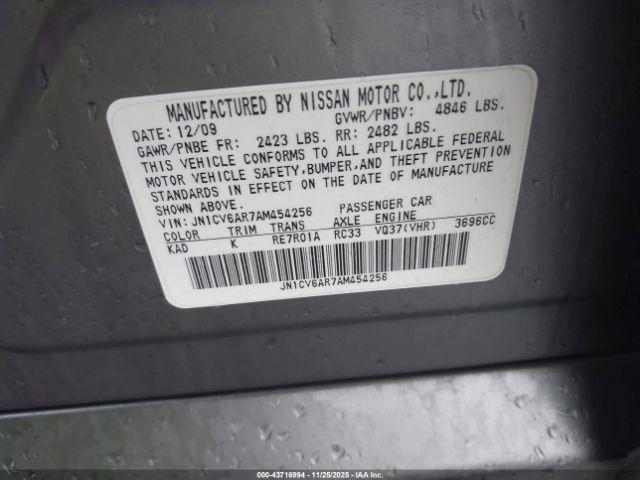 MANUFACTURED BY NISSAN MOTOR CO.,LTD.
DATE: 12/09 GVWR/PNBV: 4846 LBS.
GAWR/PNBE FR: 2423 LBS. RR: 2482 LBS.
THIS VEHICLE CONFORMS TO ALL APPLICABLE FEDERAL
MOTOR VEHICLE SAFETY,BUMPER,AND THEFT PREVENTION
STANDARDS IN EFFECT ON THE DATE OF MANUFACTURE
SHOWN ABOVE.
VIN: JN1CV6AR7AM454256 PASSENGER CAR
COLOR TRIM TRANS AXLE ENGINE
KAD K RE7R01A RC33 VQ37(VHR) 3696CC
JN1CV6AR7AM454256
000-43716994 - 11/25/2025 - IAAI.COM